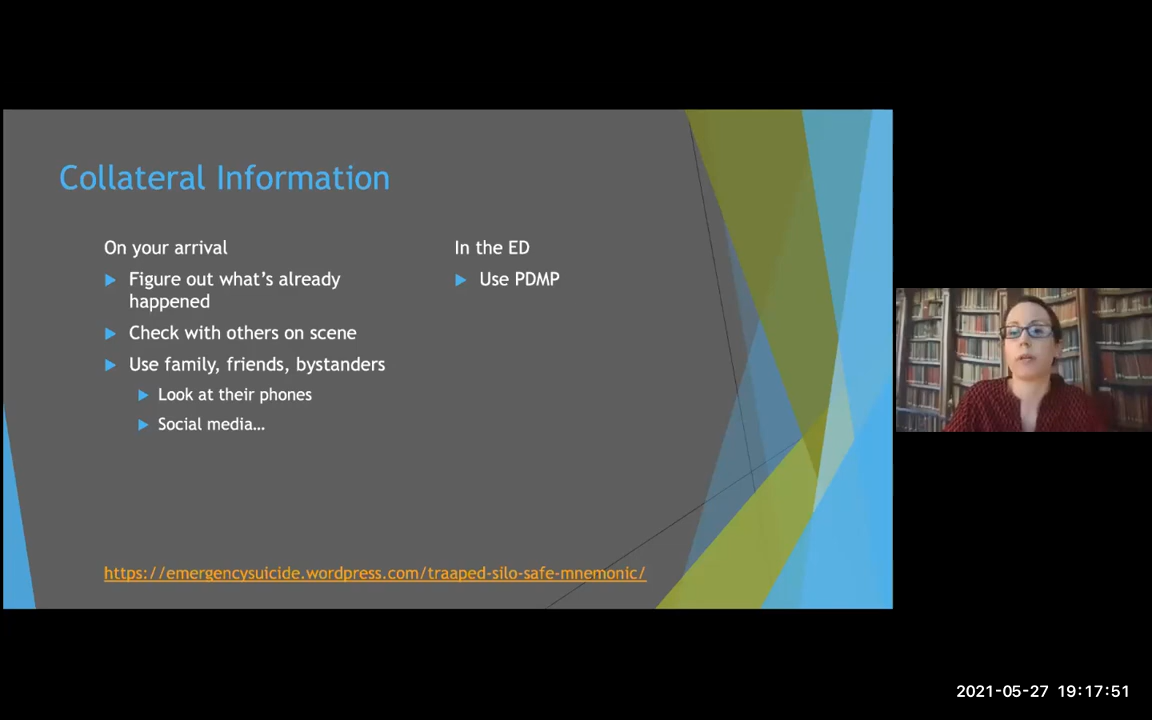 Collateral Information
On your arrival
Figure out what's already
happened
Check with others on scene
Use family, friends, bystanders
Look at their phones
Social media...
In the ED
Use PDMP
https://emergencysuicide.wordpress.com/traaped-silo-safe-mnemonic/
2021-05-27 19:17:51